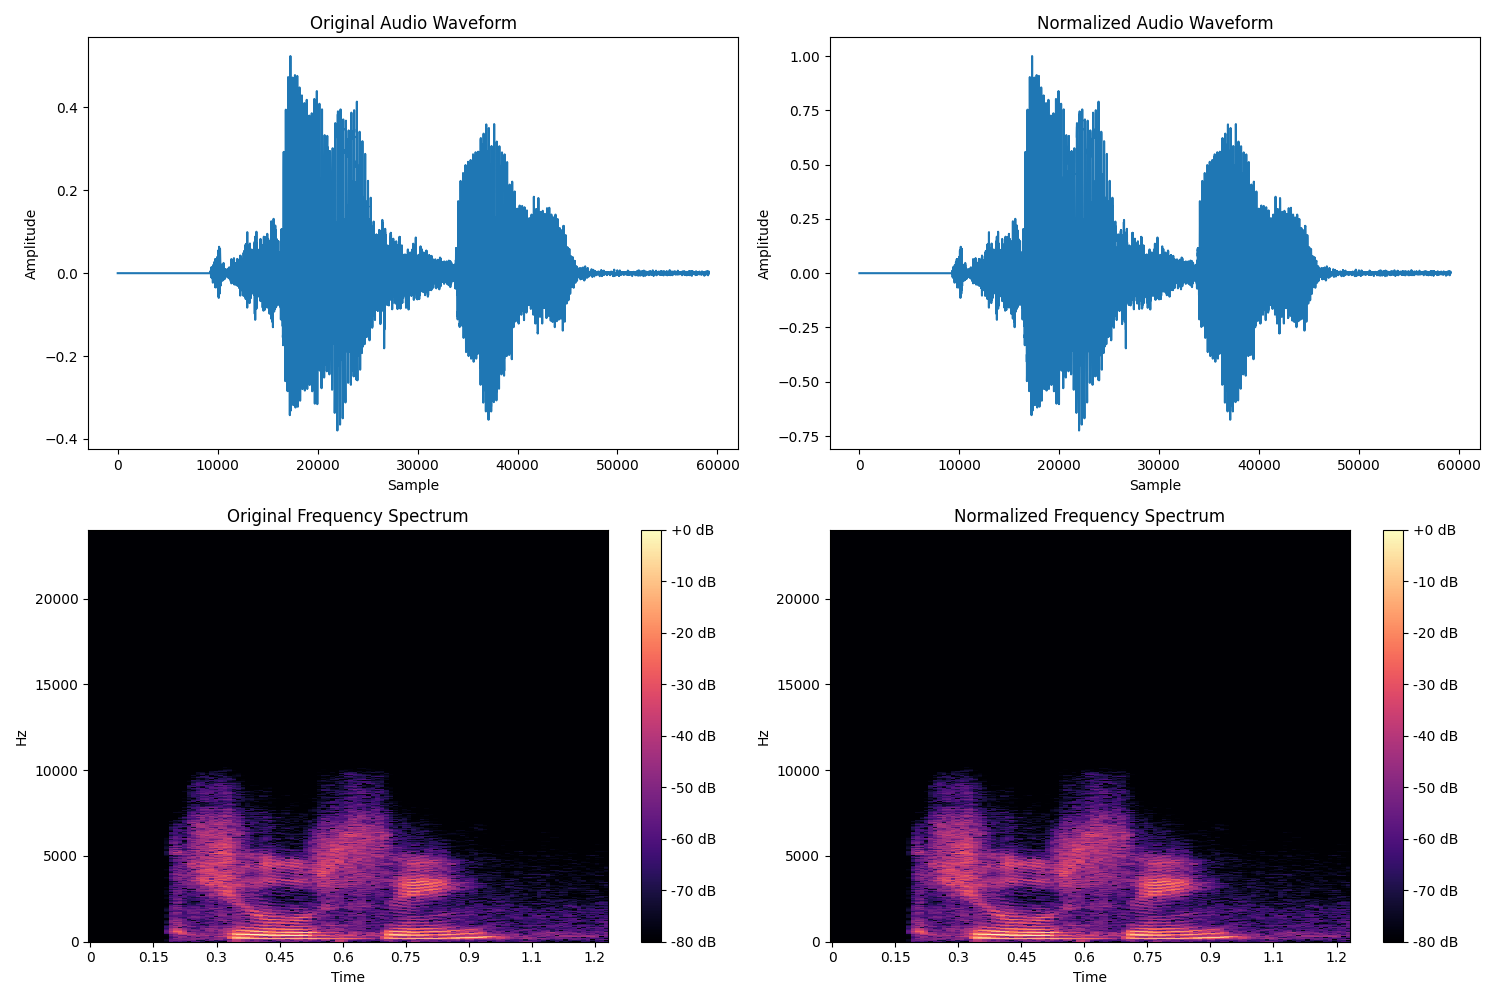 Original Audio Waveform
Normalized Audio Waveform
Amplitude
0.4
0.2
0.0
−0.2
−0.4
0 10000 20000 30000 40000 50000 60000
Sample
Amplitude
1.00
0.75
0.50
0.25
0.00
−0.25
−0.50
−0.75
0 10000 20000 30000 40000 50000 60000
Sample
Original Frequency Spectrum
Hz
20000
15000
10000
5000
0
0 0.15 0.3 0.45 0.6 0.75 0.9 1.1 1.2
Time
+0 dB
-10 dB
-20 dB
-30 dB
-40 dB
-50 dB
-60 dB
-70 dB
-80 dB
Normalized Frequency Spectrum
Hz
20000
15000
10000
5000
0
0 0.15 0.3 0.45 0.6 0.75 0.9 1.1 1.2
Time
+0 dB
-10 dB
-20 dB
-30 dB
-40 dB
-50 dB
-60 dB
-70 dB
-80 dB